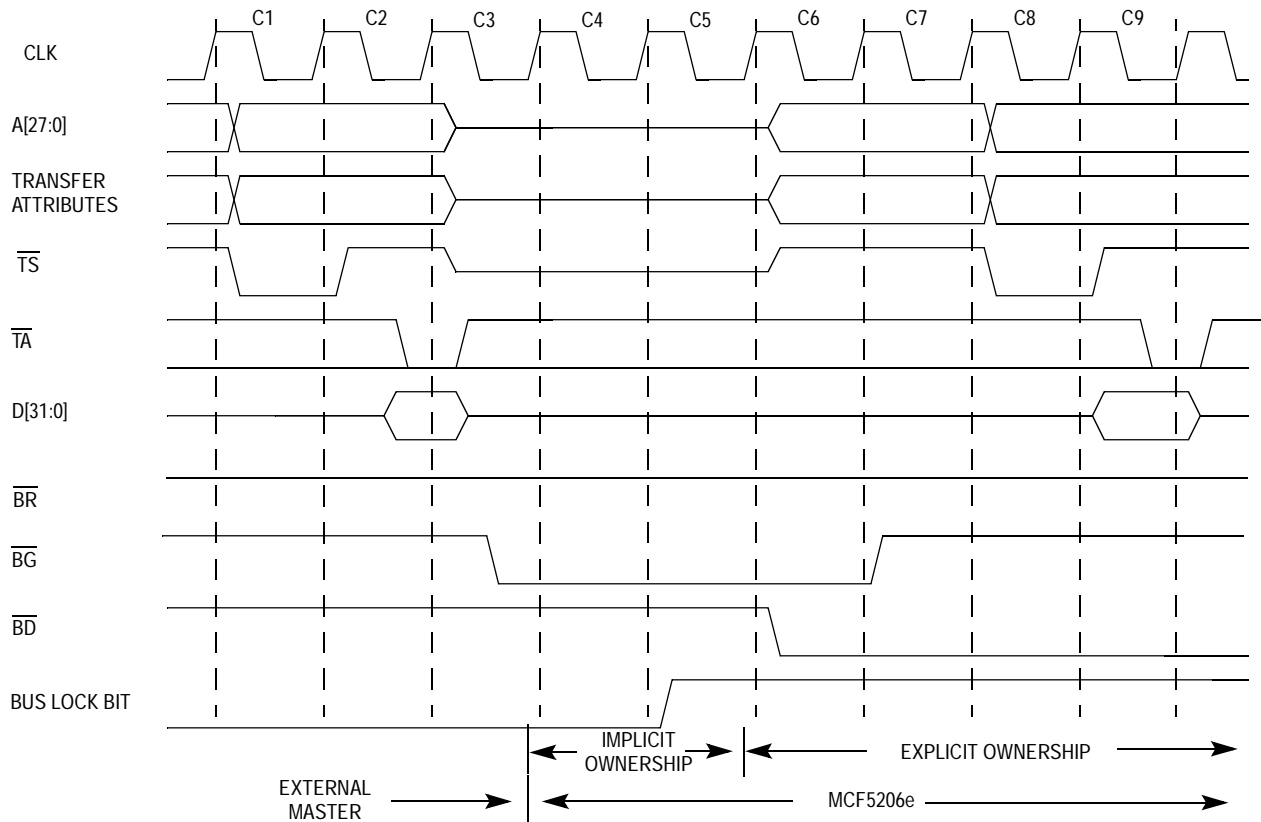 C1 C2 C3 C4 C5 C6 C7 C8 C9
CLK
A[27:0]
TRANSFER
ATTRIBUTES
TS
TA
D[31:0]
BR
BG
BD
BUS LOCK BIT
IMPLICIT
OWNERSHIP
EXPLICIT OWNERSHIP
EXTERNAL
MASTER
MCF5206e